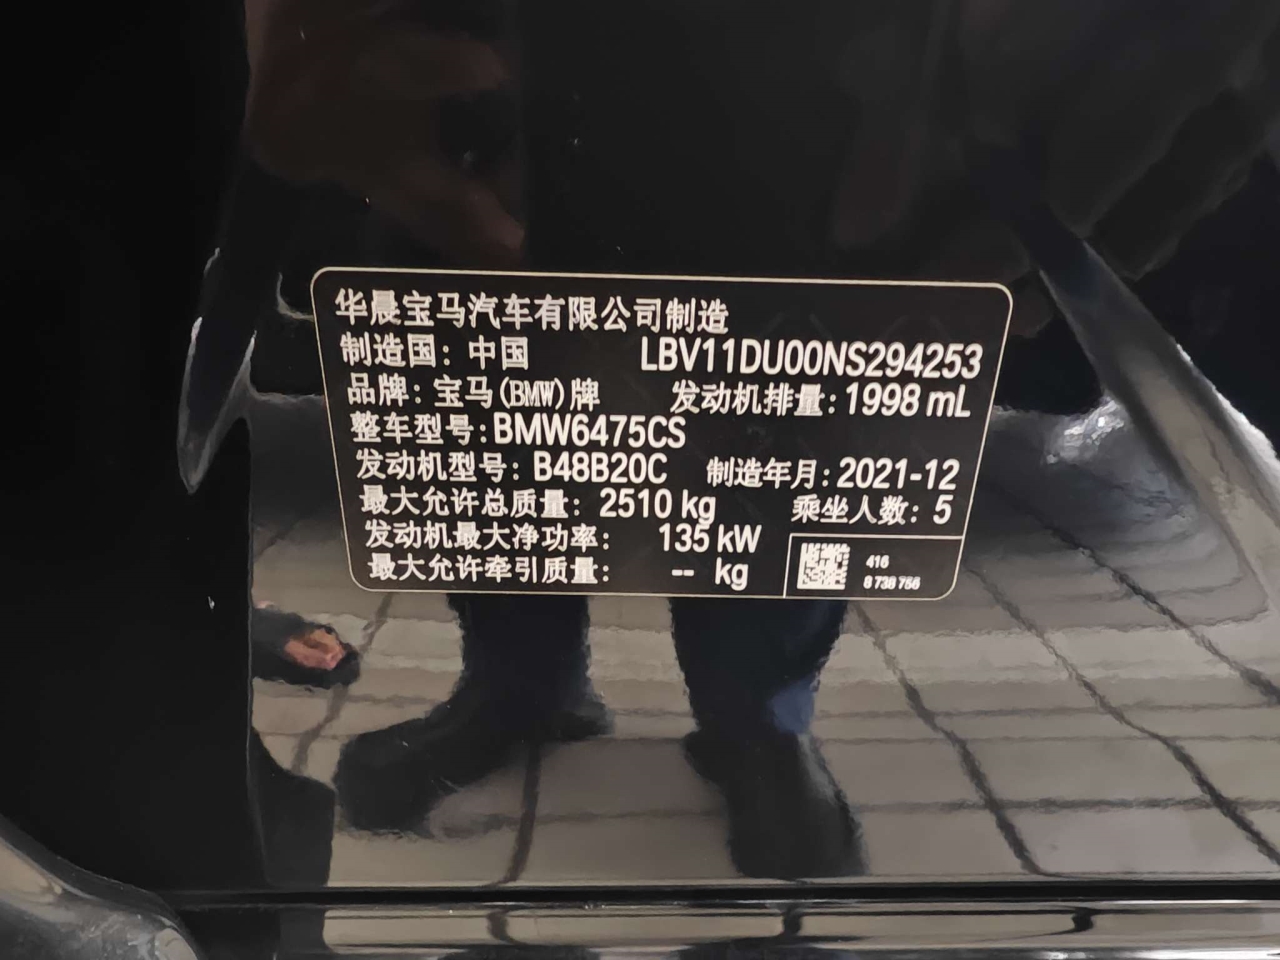 华晨宝马汽车有限公司制造
制造国：中国 LBV11DU00NS294253
品牌：宝马(BMW)牌 发动机排量：1998 mL
整车型号：BMW6475CS
发动机型号：B48B20C 制造年月：2021-12
最大允许总质量：2510 kg 乘坐人数：5
发动机最大净功率：135 kW
最大允许牵引质量：-- kg
416
8 738 756